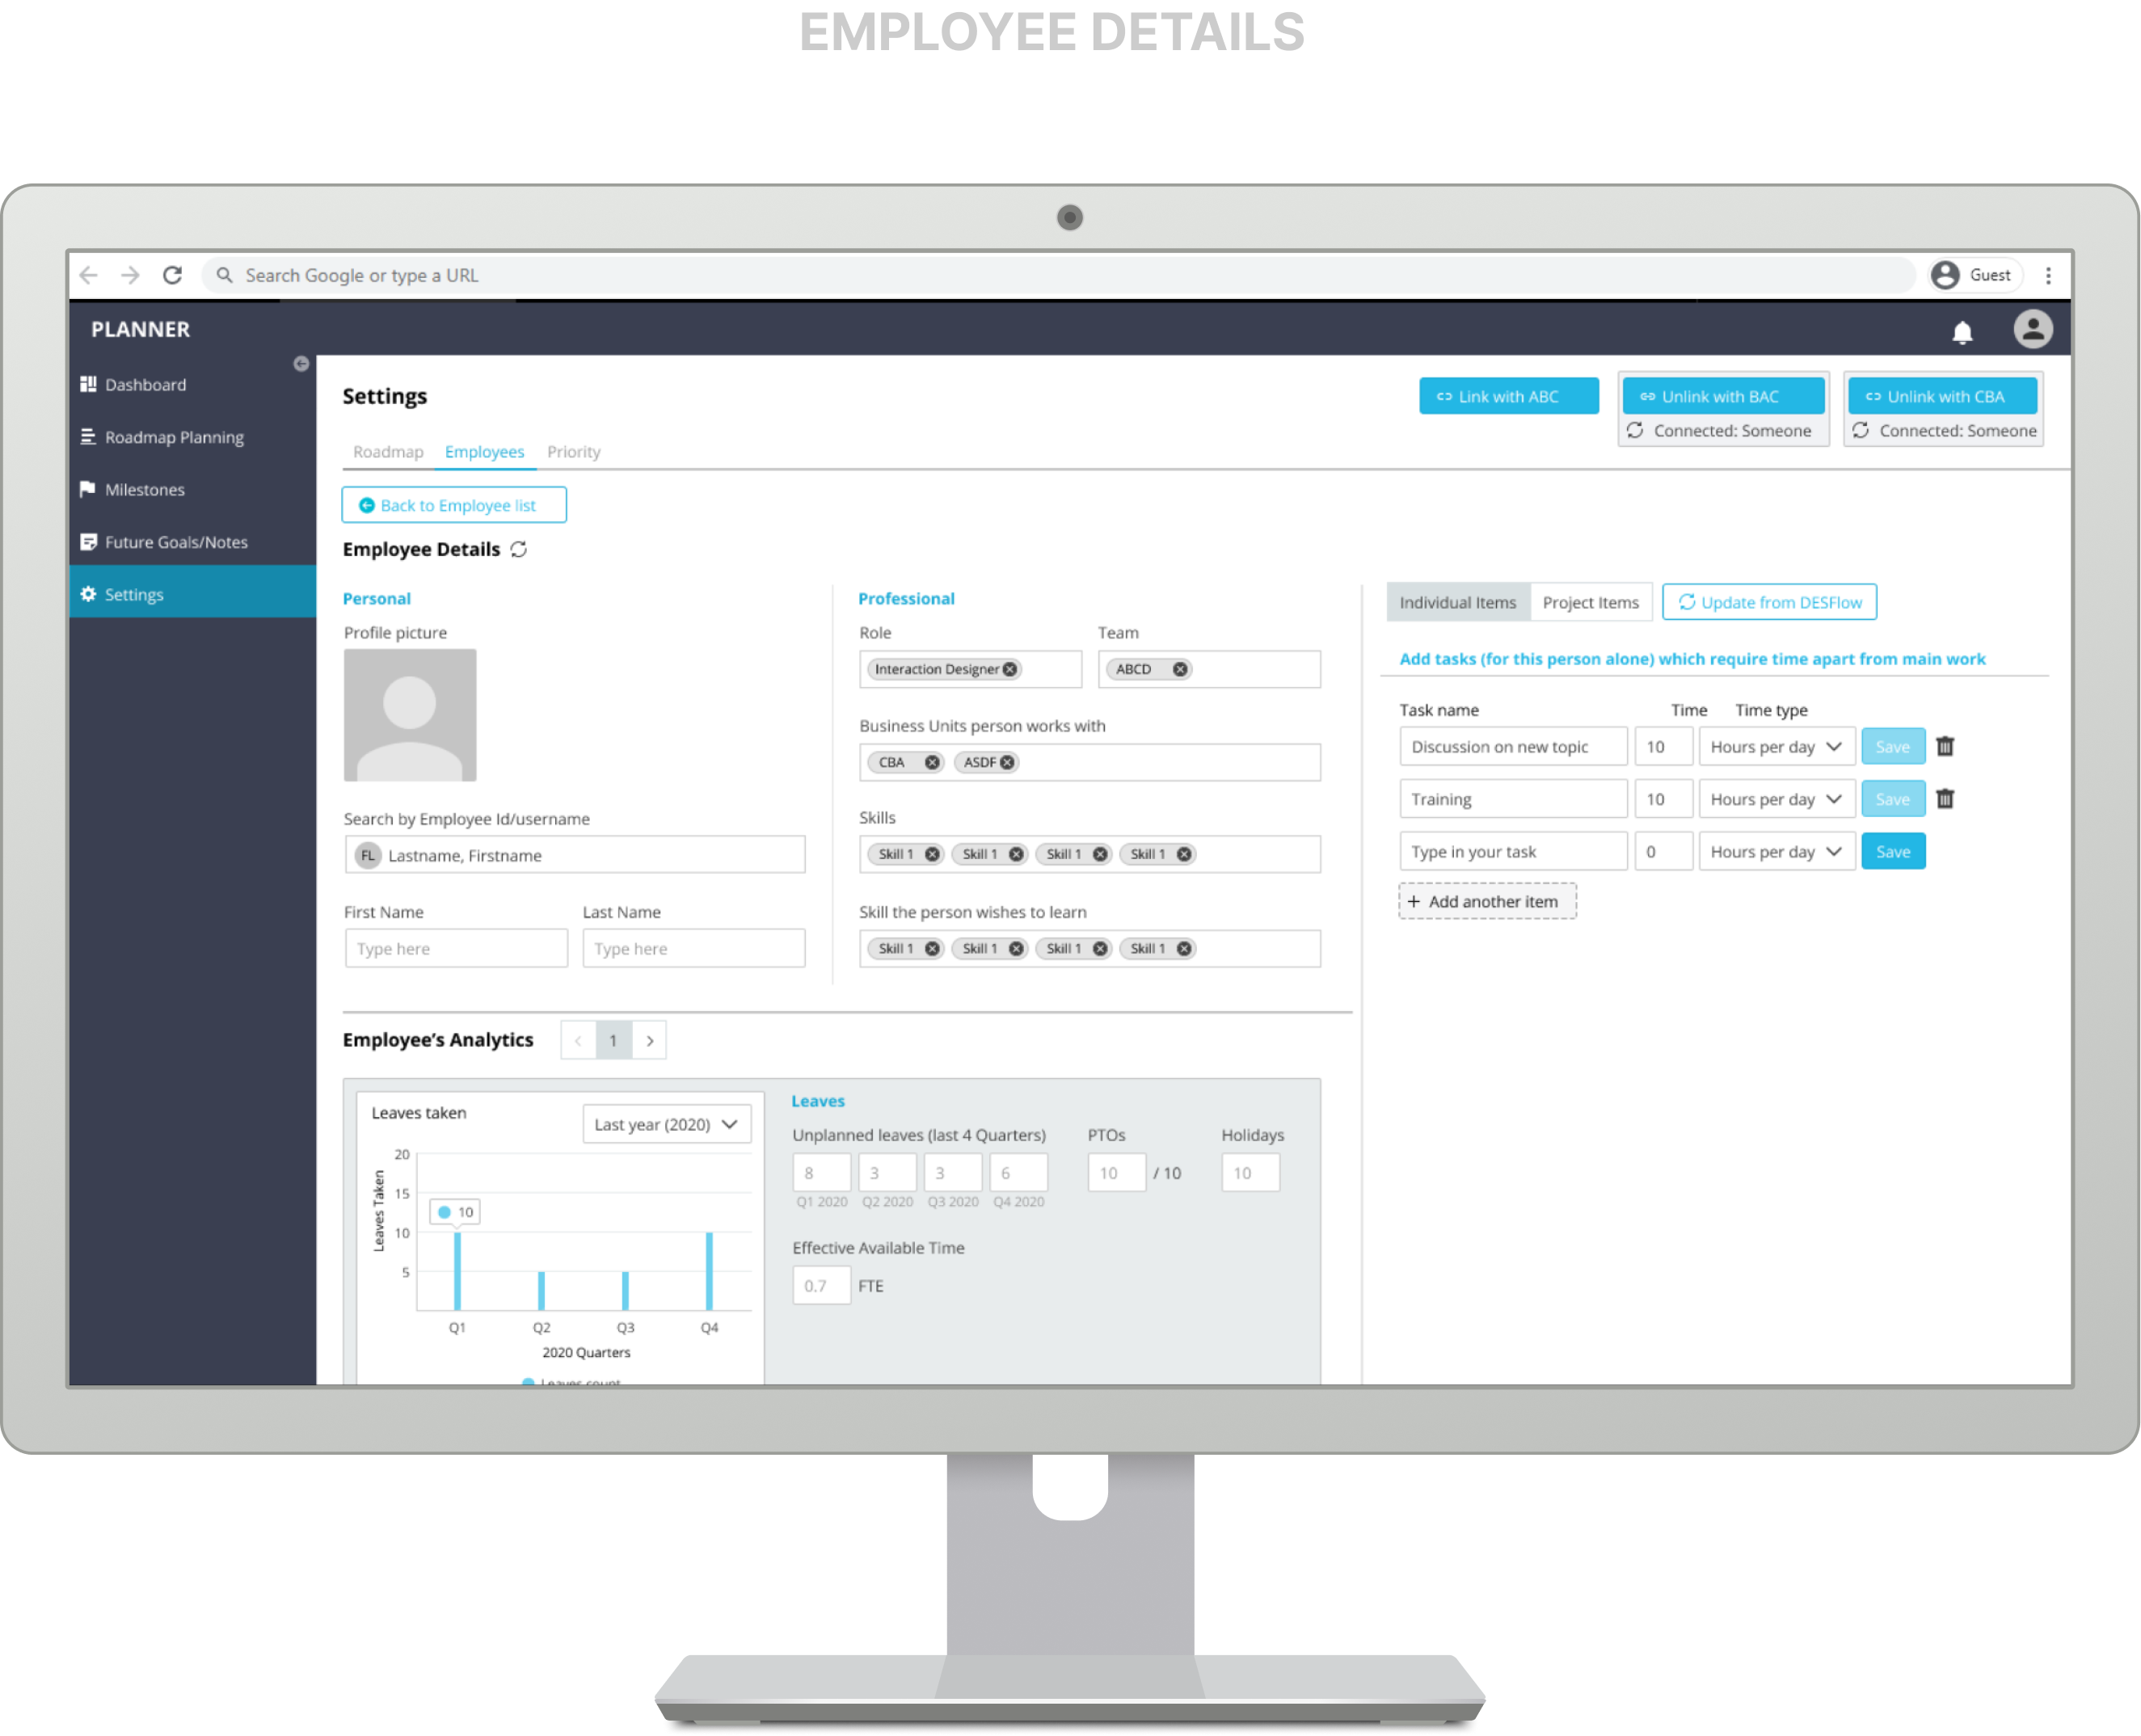 EMPLOYEE DETAILS
Search Google or type a URL
Guest
PLANNER
Dashboard
Roadmap Planning
Milestones
Future Goals/Notes
Settings
Settings
Link with ABC
Unlink with BAC
Connected: Someone
Unlink with CBA
Connected: Someone
Roadmap Employees Priority
Back to Employee list
Employee Details
Personal
Profile picture
Search by Employee Id/username
FL Lastname, Firstname
First Name Last Name
Type here Type here
Professional
Role Team
Interaction Designer ABCD
Business Units person works with
CBA ASDF
Skills
Skill 1 Skill 1 Skill 1 Skill 1
Skill the person wishes to learn
Skill 1 Skill 1 Skill 1 Skill 1
Individual Items Project Items Update from DESFlow
Add tasks (for this person alone) which require time apart from main work
Task name Time Time type
Discussion on new topic 10 Hours per day Save
Training 10 Hours per day Save
Type in your task 0 Hours per day Save
+ Add another item
Employee’s Analytics < 1 >
Leaves taken Last year (2020)
Leaves Taken
20
15
10
10
5
Q1 Q2 Q3 Q4
2020 Quarters
Leaves count
Leaves
Unplanned leaves (last 4 Quarters) PTOs Holidays
8 3 3 6 10 / 10 10
Q1 2020 Q2 2020 Q3 2020 Q4 2020
Effective Available Time
0.7 FTE